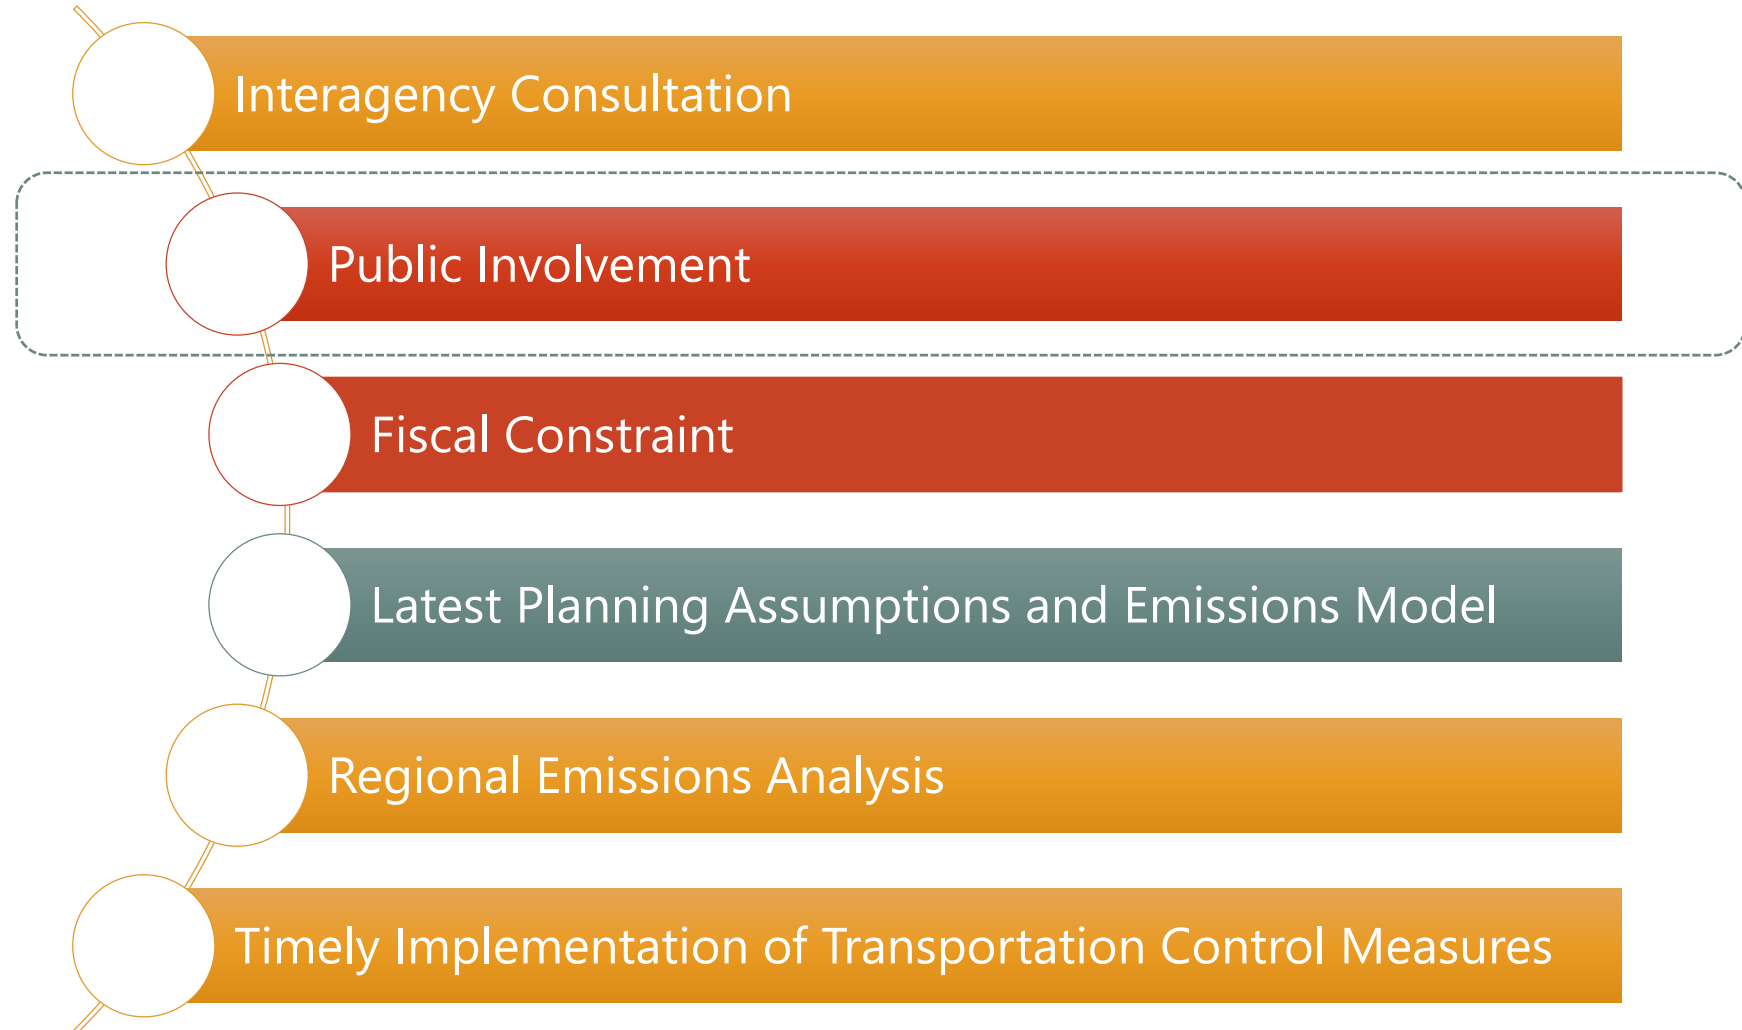 Interagency Consultation
Public Involvement
Fiscal Constraint
Latest Planning Assumptions and Emissions Model
Regional Emissions Analysis
Timely Implementation of Transportation Control Measures